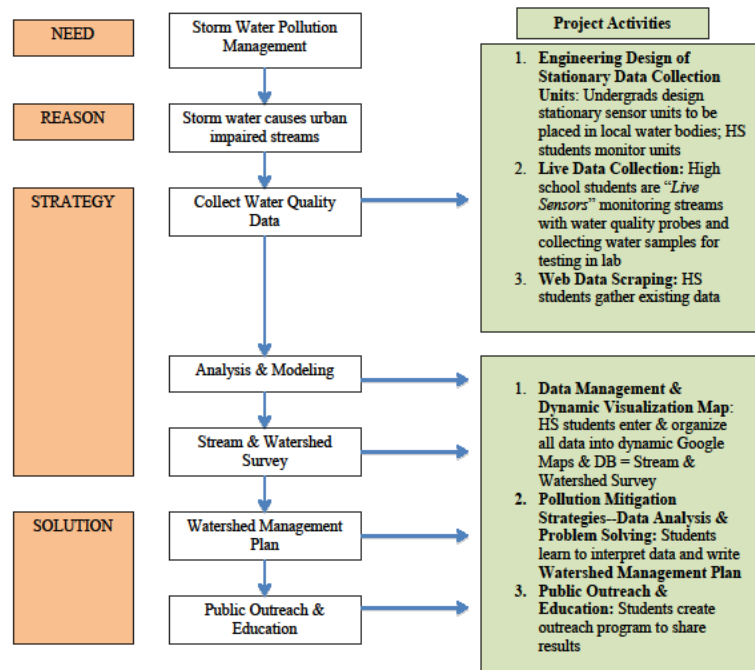 NEED
Storm Water Pollution
Management
REASON
Storm water causes urban
impaired streams
STRATEGY
Collect Water Quality
Data
Analysis & Modeling
Stream & Watershed
Survey
SOLUTION
Watershed Management
Plan
Public Outreach &
Education
Project Activities
1. Engineering Design of
Stationary Data Collection
Units: Undergrads design
stationary sensor units to be
placed in local water bodies; HS
students monitor units
2. Live Data Collection: High
school students are “Live
Sensors” monitoring streams
with water quality probes and
collecting water samples for
testing in lab
3. Web Data Scraping: HS
students gather existing data
1. Data Management &
Dynamic Visualization Map:
HS students enter & organize
all data into dynamic Google
Maps & DB = Stream &
Watershed Survey
2. Pollution Mitigation
Strategies--Data Analysis &
Problem Solving: Students
learn to interpret data and write
Watershed Management Plan
3. Public Outreach &
Education: Students create
outreach program to share
results